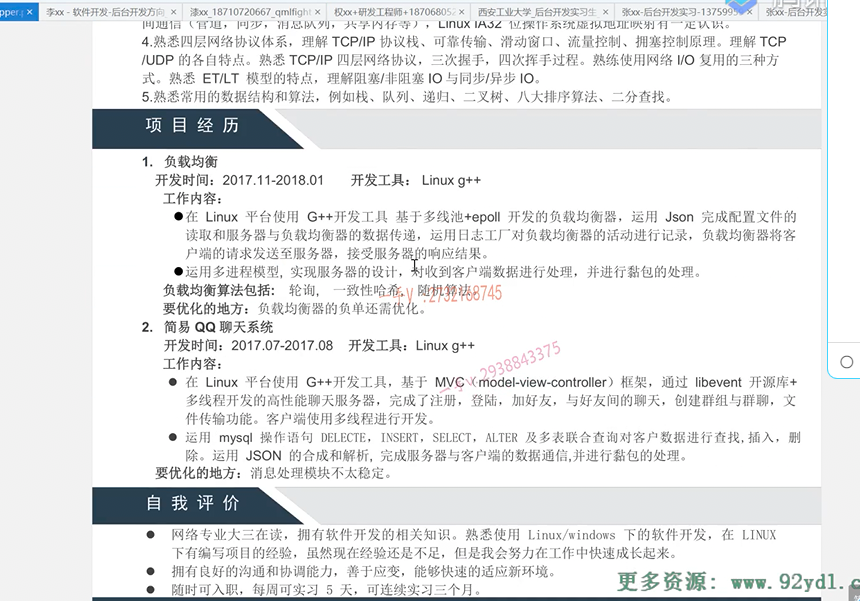 李xx - 软件开发-后台开发方向
漆xx_18710720667_qmlfight
权xx+研发工程师+187068052
西安工业大学_后台开发实习生
张xx-后台开发实习-1375995
张xx-后台开发实
间通信（管道，同步，消息队列，共享内存等），Linux IA32 位操作系统虚拟地址映射有一定认识。
4.熟悉四层网络协议体系，理解 TCP/IP 协议栈、可靠传输、滑动窗口、流量控制、拥塞控制原理。理解 TCP
/UDP 的各自特点。熟悉 TCP/IP 四层网络协议，三次握手，四次挥手过程。熟练使用网络 I/O 复用的三种方
式。熟悉 ET/LT 模型的特点，理解阻塞/非阻塞 IO 与同步/异步 IO。
5.熟悉常用的数据结构和算法，例如栈、队列、递归、二叉树、八大排序算法、二分查找。
项目经历
1. 负载均衡
开发时间：2017.11-2018.01 开发工具： Linux g++
工作内容：
●在 Linux 平台使用 G++开发工具 基于多线池+epoll 开发的负载均衡器，运用 Json 完成配置文件的
读取和服务器与负载均衡器的数据传递，运用日志工厂对负载均衡器的活动进行记录，负载均衡器将客
户端的请求发送至服务器，接受服务器的响应结果。
●运用多进程模型, 实现服务器的设计，对收到客户端数据进行处理，并进行黏包的处理。
负载均衡算法包括： 轮询， 一致性哈希， 随机算法。
要优化的地方：负载均衡器的负单还需优化。
2. 简易 QQ 聊天系统
开发时间：2017.07-2017.08 开发工具：Linux g++
工作内容：
● 在 Linux 平台使用 G++开发工具，基于 MVC（model-view-controller）框架，通过 libevent 开源库+
多线程开发的高性能聊天服务器，完成了注册，登陆，加好友，与好友间的聊天，创建群组与群聊，文
件传输功能。客户端使用多线程进行开发。
● 运用 mysql 操作语句 DELECTE，INSERT，SELECT，ALTER 及多表联合查询对客户数据进行查找,插入，删
除。运用 JSON 的合成和解析, 完成服务器与客户端的数据通信,并进行黏包的处理。
要优化的地方：消息处理模块不太稳定。
自我评价
● 网络专业大三在读，拥有软件开发的相关知识。熟悉使用 Linux/windows 下的软件开发，在 LINUX
下有编写项目的经验，虽然现在经验还是不足，但是我会努力在工作中快速成长起来。
● 拥有良好的沟通和协调能力，善于应变，能够快速的适应新环境。
● 随时可入职，每周可实习 5 天，可连续实习三个月。
更多资源：www.92ydl.c